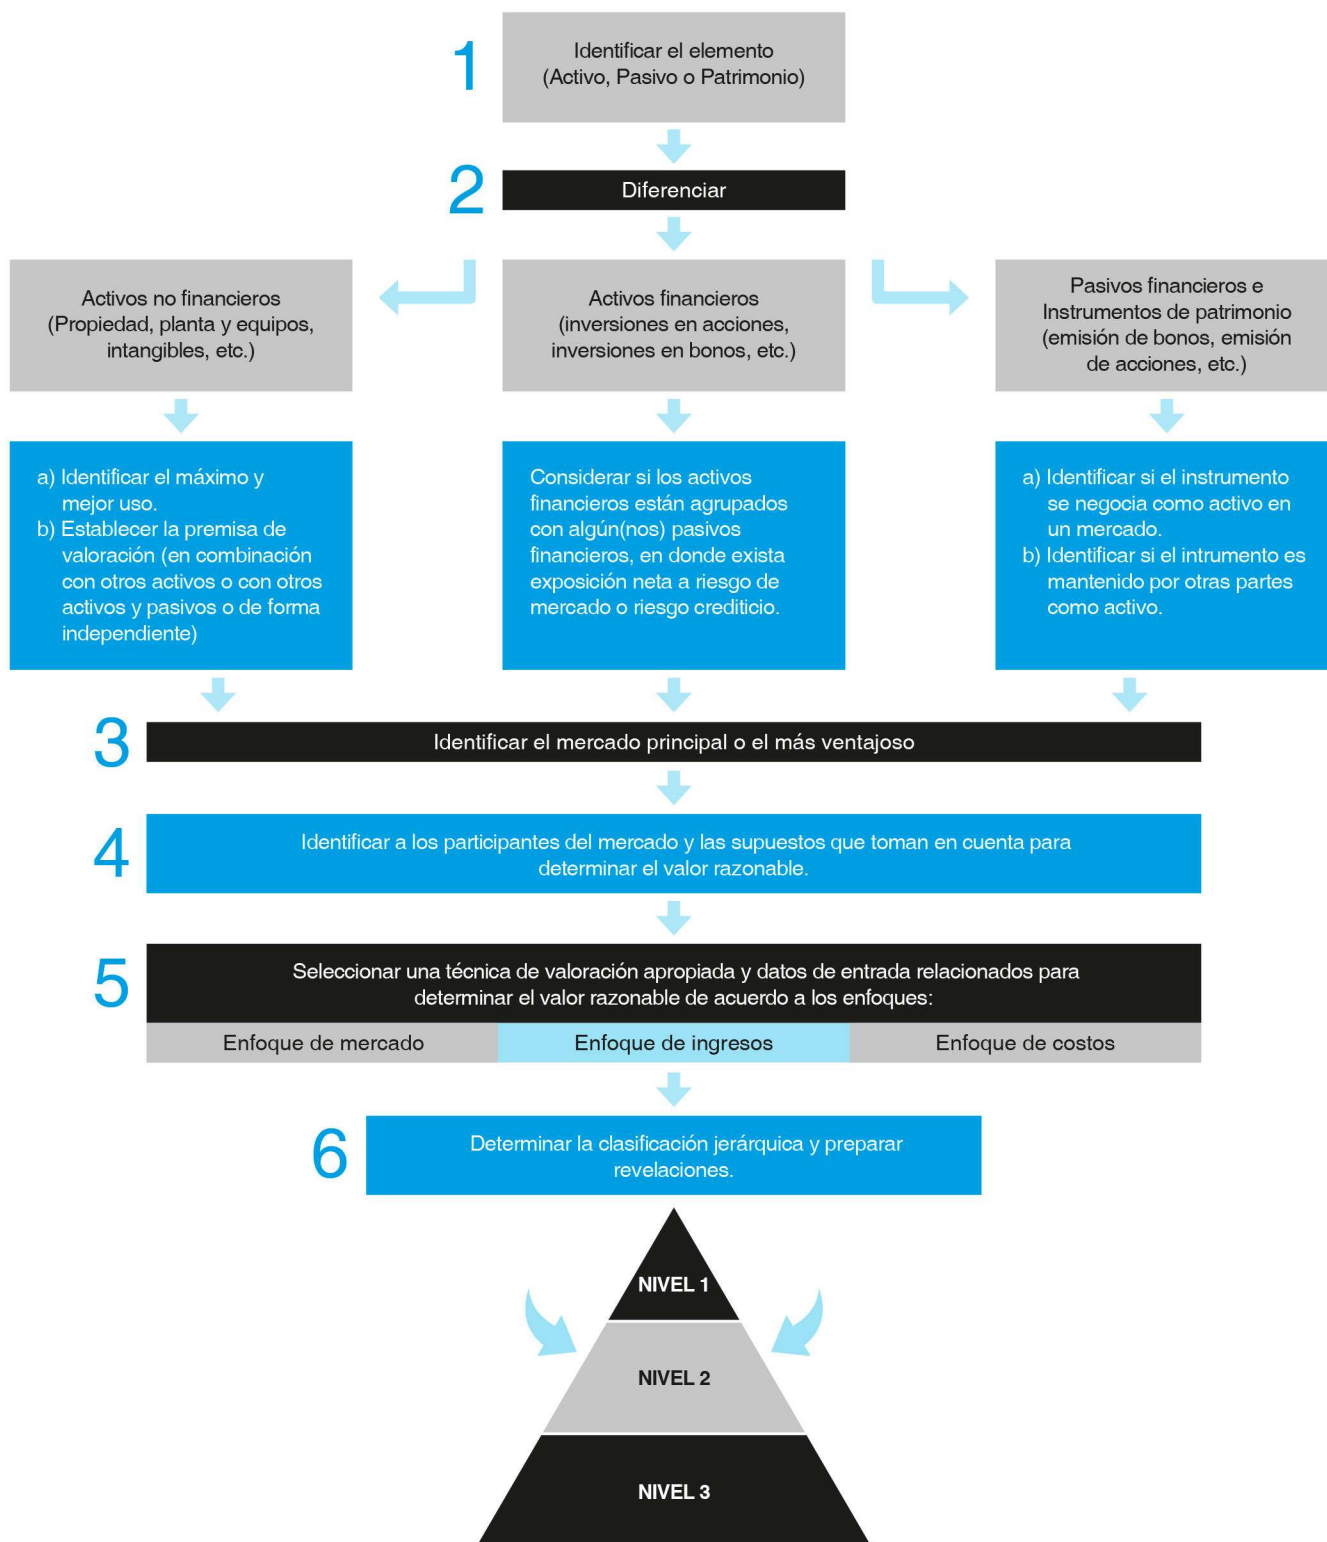 1
Identificar el elemento
(Activo, Pasivo o Patrimonio)
2
Diferenciar
Activos no financieros
(Propiedad, planta y equipos,
intangibles, etc.)
Activos financieros
(inversiones en acciones,
inversiones en bonos, etc.)
Pasivos financieros e
Instrumentos de patrimonio
(emisión de bonos, emisión
de acciones, etc.)
a) Identificar el máximo y
mejor uso.
b) Establecer la premisa de
valoración (en combinación
con otros activos o con otros
activos y pasivos o de forma
independiente)
Considerar si los activos
financieros están agrupados
con algún(nos) pasivos
financieros, en donde exista
exposición neta a riesgo de
mercado o riesgo crediticio.
a) Identificar si el instrumento
se negocia como activo en
un mercado.
b) Identificar si el intrumento es
mantenido por otras partes
como activo.
3
Identificar el mercado principal o el más ventajoso
4
Identificar a los participantes del mercado y las supuestos que toman en cuenta para
determinar el valor razonable.
5
Seleccionar una técnica de valoración apropiada y datos de entrada relacionados para
determinar el valor razonable de acuerdo a los enfoques:
Enfoque de mercado
Enfoque de ingresos
Enfoque de costos
6
Determinar la clasificación jerárquica y preparar
revelaciones.
NIVEL 1
NIVEL 2
NIVEL 3